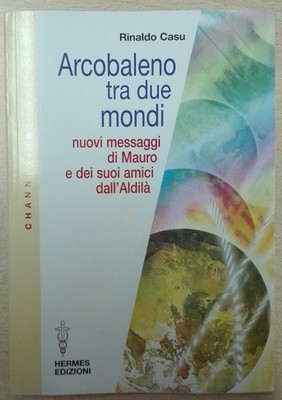 Rinaldo Casu
Arcobaleno
tra due
mondi
nuovi messaggi
di Mauro
e dei suoi amici
dall'Aldilà
CHANN
HERMES
EDIZIONI